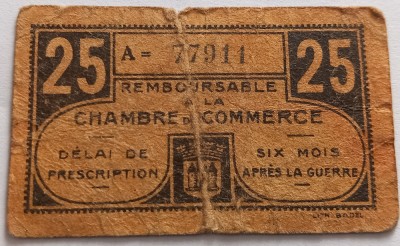 25 A = 77911 25
REMBOURSABLE
A LA
CHAMBRE DE COMMERCE
DÉLAI DE SIX MOIS
PRESCRIPTION APRÈS LA GUERRE